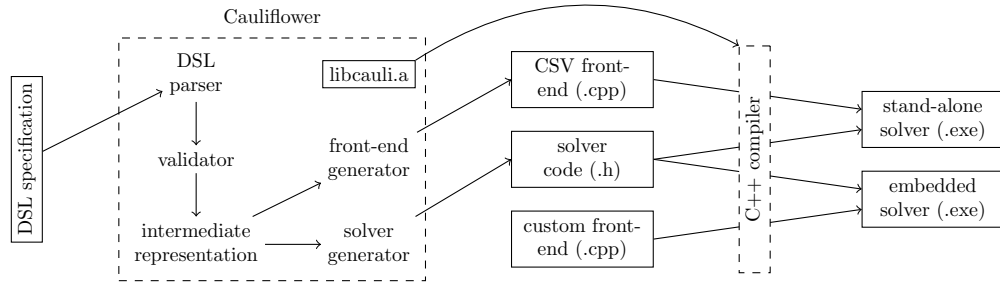 Cauliflower
DSL specification
DSL
parser
validator
intermediate
representation
libcauli.a
front-end
generator
solver
generator
CSV front-
end (.cpp)
solver
code (.h)
custom front-
end (.cpp)
C++ compiler
stand-alone
solver (.exe)
embedded
solver (.exe)